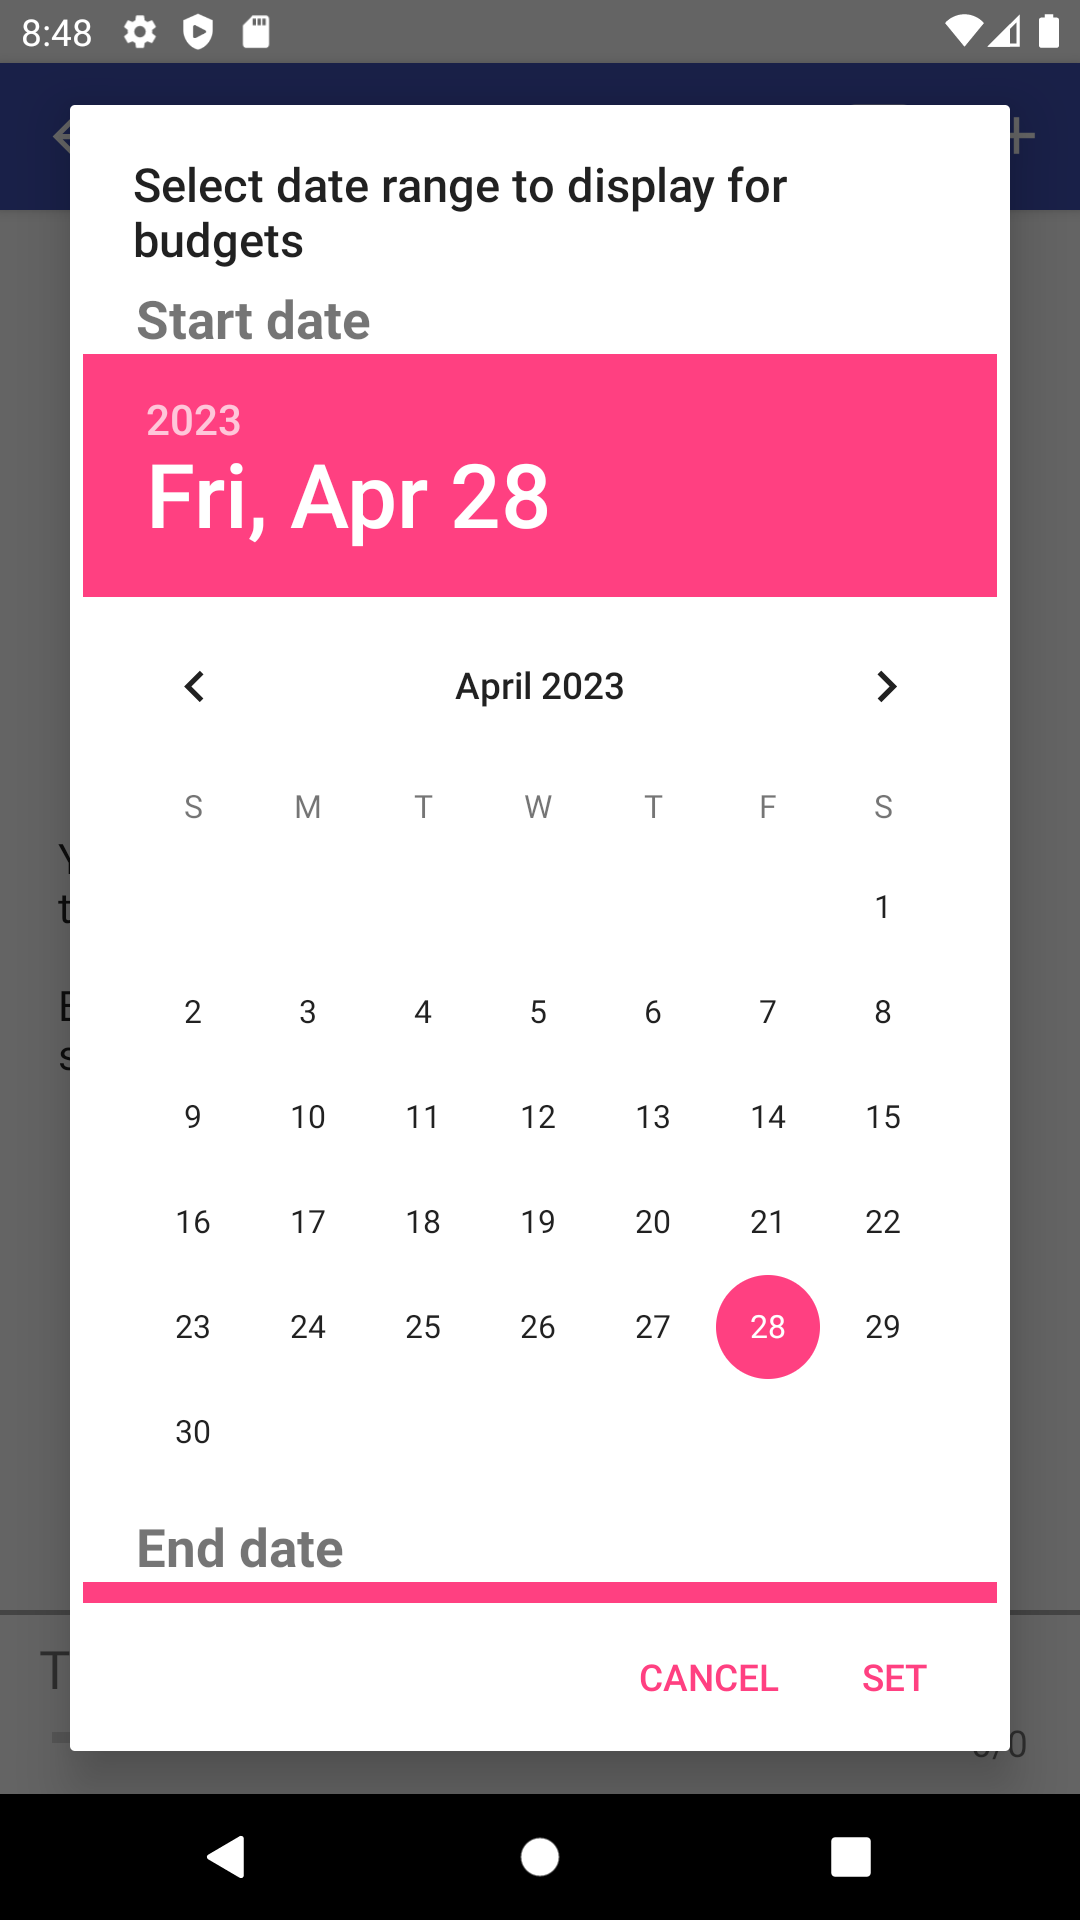 8:48
Select date range to display for
budgets
Start date
2023
Fri, Apr 28
April 2023
S M T W T F S
1
2 3 4 5 6 7 8
9 10 11 12 13 14 15
16 17 18 19 20 21 22
23 24 25 26 27 28 29
30
End date
CANCEL SET